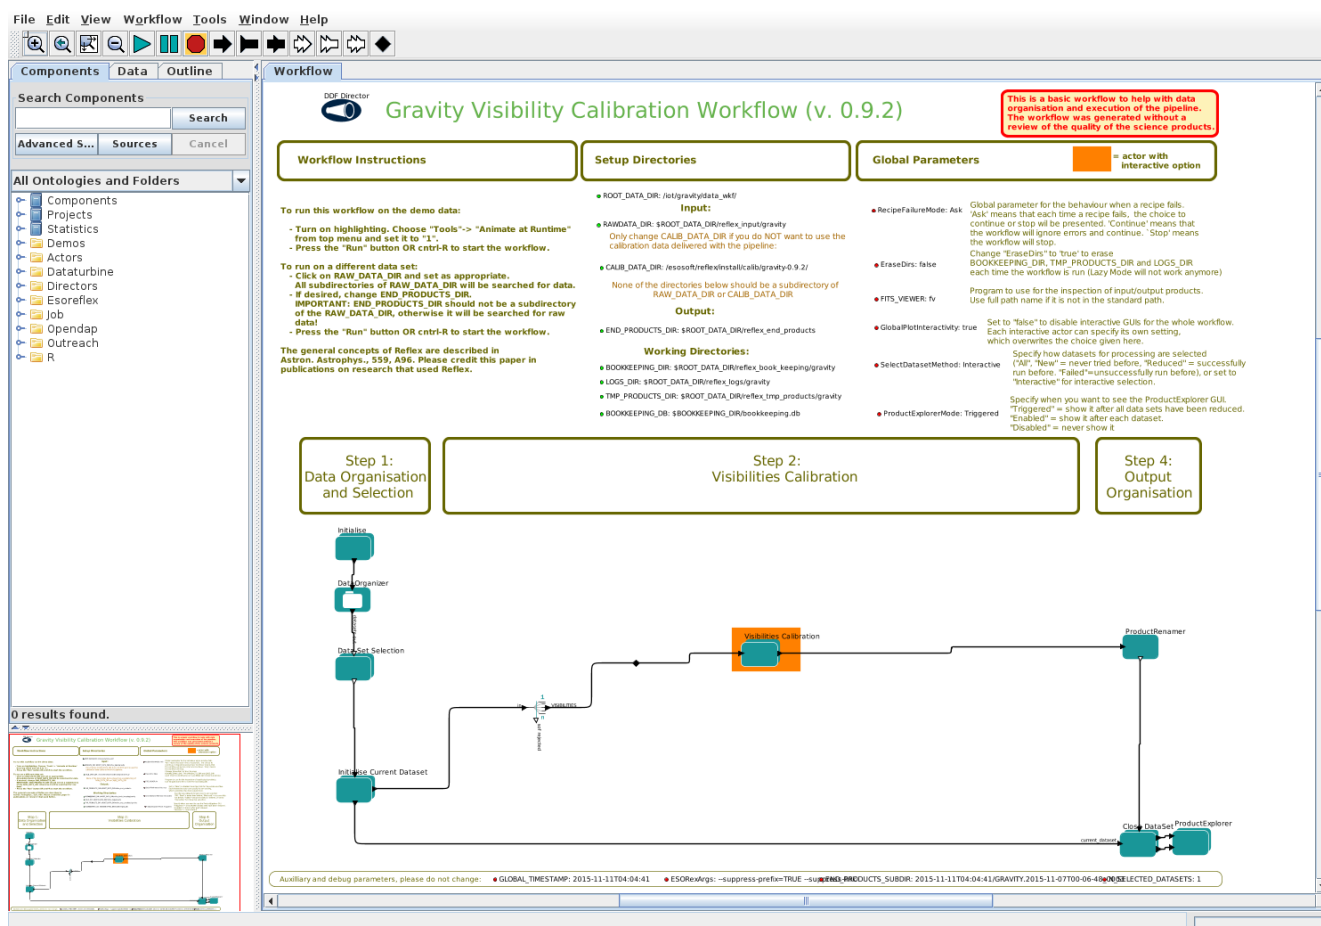 File Edit View Workflow Tools Window Help
Components Data Outline
Search Components
Search
Advanced S... Sources Cancel
All Ontologies and Folders
Components
Projects
Statistics
Demos
Actors
Dataturbine
Directors
Esoreflex
Job
Opendap
Outreach
R
0 results found.
Workflow
DDF Director
Gravity Visibility Calibration Workflow (v. 0.9.2)
This is a basic workflow to help with data
organisation and execution of the pipeline.
The workflow was generated without a
review of the quality of the science products.
Workflow Instructions
To run this workflow on the demo data:
- Turn on highlighting. Choose "Tools"-> "Animate at Runtime"
from top menu and set it to "1".
- Press the "Run" button OR cntrl-R to start the workflow.
To run on a different data set:
- Click on RAW_DATA_DIR and set as appropriate.
All subdirectories of RAW_DATA_DIR will be searched for data.
- If desired, change END_PRODUCTS_DIR.
IMPORTANT: END_PRODUCTS_DIR should not be a subdirectory
of the RAW_DATA_DIR, otherwise it will be searched for raw
data!
- Press the "Run" button OR cntrl-R to start the workflow.
The general concepts of Reflex are described in
Astron. Astrophys., 559, A96. Please credit this paper in
publications on research that used Reflex.
Setup Directories
ROOT_DATA_DIR: /iot/gravity/data_wkf/
Input:
RAWDATA_DIR: $ROOT_DATA_DIR/reflex_input/gravity
Only change CALIB_DATA_DIR if you do NOT want to use the
calibration data delivered with the pipeline:
CALIB_DATA_DIR: /esosoft/reflex/install/calib/gravity-0.9.2/
None of the directories below should be a subdirectory of
RAW_DATA_DIR or CALIB_DATA_DIR
Output:
END_PRODUCTS_DIR: $ROOT_DATA_DIR/reflex_end_products
Working Directories:
BOOKKEEPING_DIR: $ROOT_DATA_DIR/reflex_book_keeping/gravity
LOGS_DIR: $ROOT_DATA_DIR/reflex_logs/gravity
TMP_PRODUCTS_DIR: $ROOT_DATA_DIR/reflex_tmp_products/gravity
BOOKKEEPING_DB: $BOOKKEEPING_DIR/bookkeeping.db
Global Parameters
= actor with
interactive option
RecipeFailureMode: Ask
Global parameter for the behaviour when a recipe fails.
'Ask' means that each time a recipe fails, the choice to
continue or stop wil be presented. 'Continue' means that
the workflow will ignore errors and continue. `Stop' means
the workflow will stop.
EraseDirs: false
Change "EraseDirs" to 'true' to erase
BOOKKEEPING_DIR, TMP_PRODUCTS_DIR and LOGS_DIR
each time the workflow is run (Lazy Mode will not work anymore)
FITS_VIEWER: fv
Program to use for the inspection of input/output products.
Use full path name if it is not in the standard path.
GlobalPlotInteractivity: true
Set to "false" to disable interactive GUIs for the whole workflow.
Each interactive actor can specify its own setting,
which overwrites the choice given here.
SelectDatasetMethod: Interactive
Specify how datasets for processing are selected
("All", "New" = never tried before, "Reduced" = successfully
run before. "Failed"=unsuccessfully run before), or set to
"Interactive" for interactive selection.
ProductExplorerMode: Triggered
Specify when you want to see the ProductExplorer GUI.
"Triggered" = show it after all data sets have been reduced.
"Enabled" = show it after each dataset.
"Disabled" = never show it
Step 1:
Data Organisation
and Selection
Step 2:
Visibilities Calibration
Step 4:
Output
Organisation
Initialise
DataOrganizer
DataSet Selection
Visibilities Calibration
ProductRenamer
VISIBILITIES
Initialise Current Dataset
Close DataSet
ProductExplorer
current_dataset
Auxilliary and debug parameters, please do not change:
GLOBAL_TIMESTAMP: 2015-11-11T04:04:41
ESORexArgs: --suppress-prefix=TRUE
END_PRODUCTS_SUBDIR: 2015-11-11T04:04:41/GRAVITY.2015-11-07T00-06-48
SELECTED_DATASETS: 1